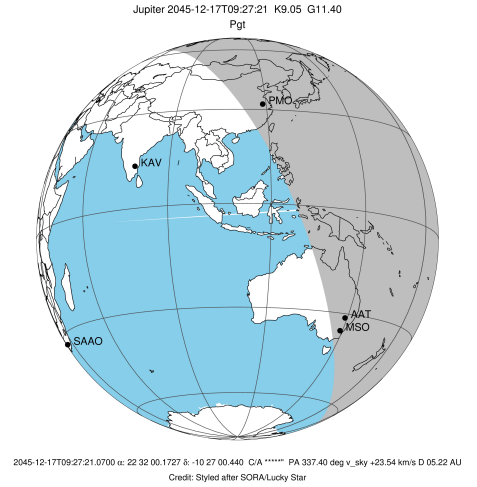 Jupiter 2045-12-17T09:27:21  K9.05  G11.40
Pgt
PMO
KAV
AAT
MSO
SAAO
2045-12-17T09:27:21.0700 α: 22 32 00.1727 δ: -10 27 00.440  C/A *****"  PA 337.40 deg v_sky +23.54 km/s D 05.22 AU
Credit: Styled after SORA/Lucky Star